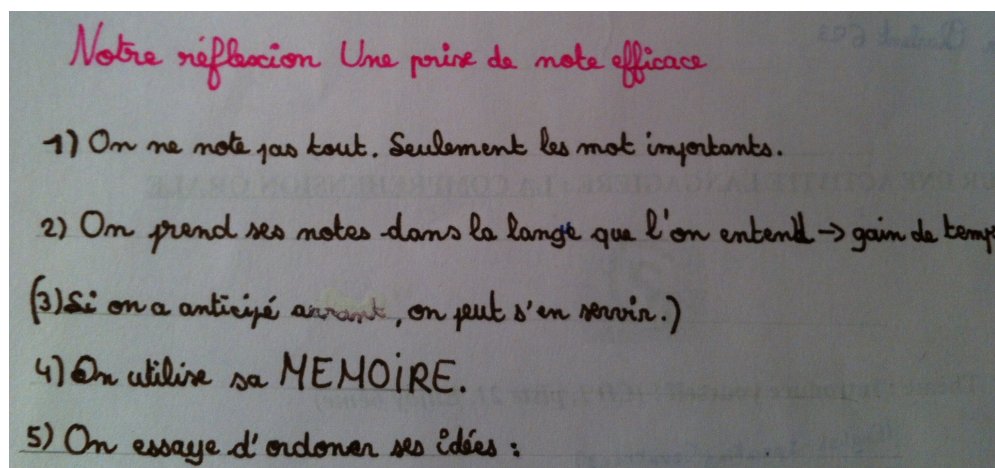 Notre réflexion Une prise de note efficace
1) On ne note pas tout. Seulement les mot importants.
2) On prend ses notes dans la lange que l'on entend → gain de temps
(3) Si on a anticipé avant, on peut s'en servir.)
4) On utilise sa MEMOiRE.
5) On essaye d'ordoner ses idées :